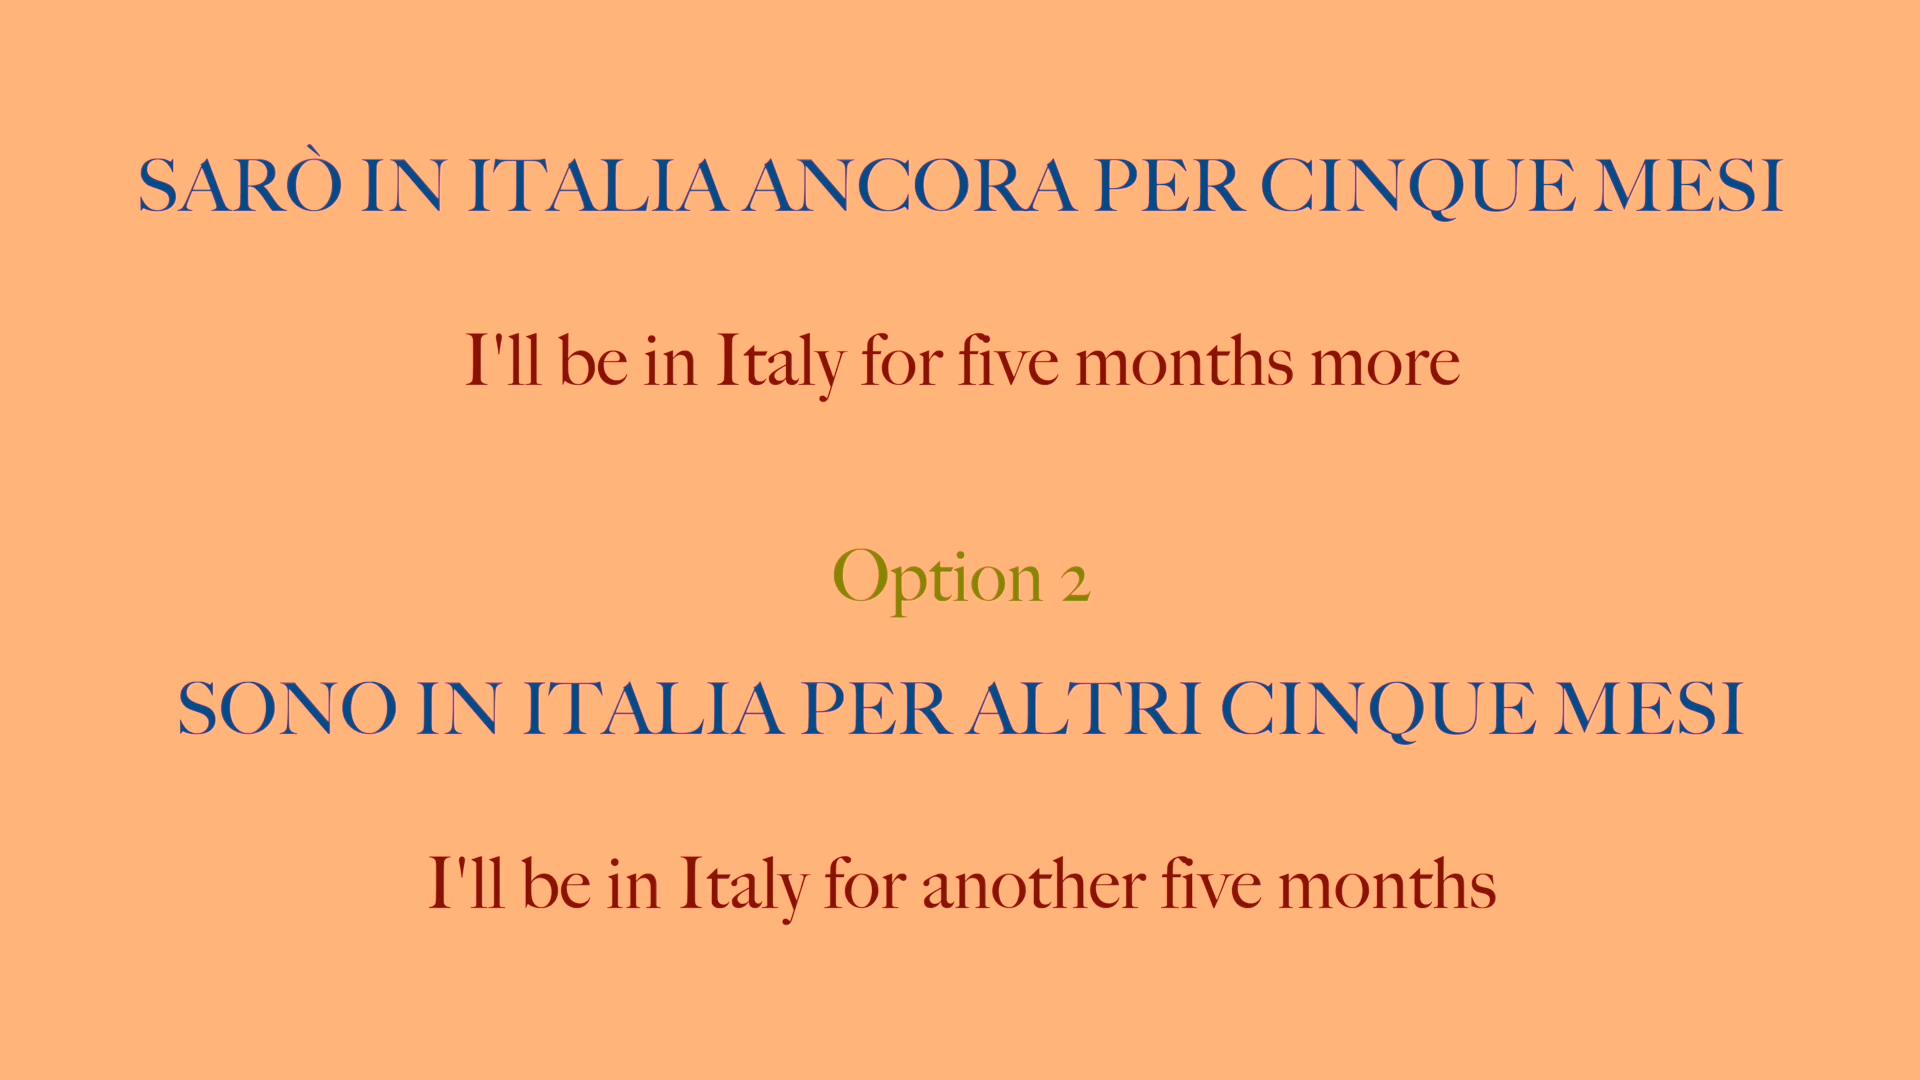 SARÒ IN ITALIA ANCORA PER CINQUE MESI
I'll be in Italy for five months more
Option 2
SONO IN ITALIA PER ALTRI CINQUE MESI
I'll be in Italy for another five months